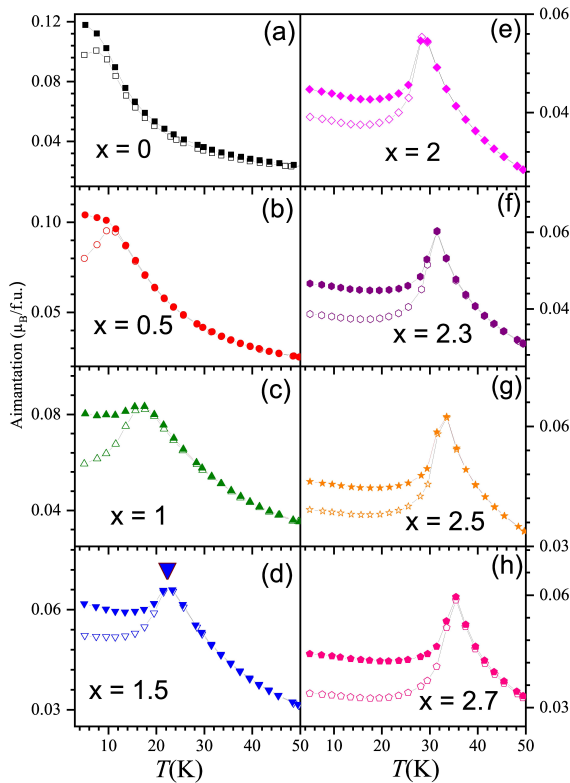 Aimantation (μB/f.u.)
0.12
0.08
0.04
(a)
x = 0
0.10
0.05
(b)
x = 0.5
0.08
0.04
(c)
x = 1
0.06
0.03
(d)
x = 1.5
0 10 20 30 40 50
T(K)
0.06
0.04
(e)
x = 2
0.06
0.04
(f)
x = 2.3
0.06
0.03
(g)
x = 2.5
0.06
0.03
(h)
x = 2.7
0 10 20 30 40 50
T(K)